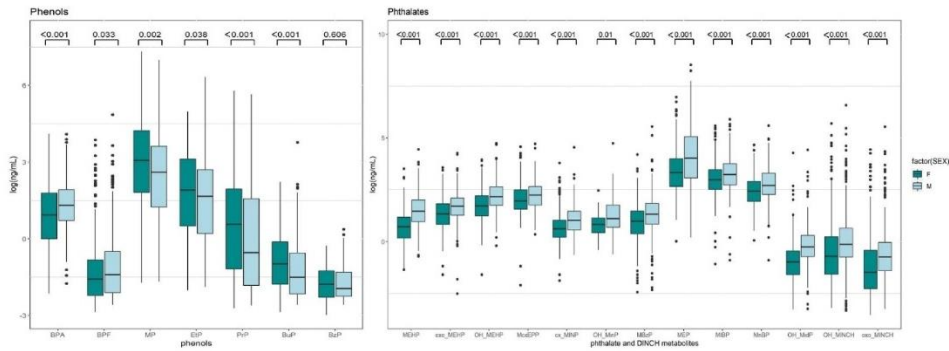 Phenols
<0.001 0.033 0.002 0.038 <0.001 <0.001 0.606
6
3
0
-3
log(ng/mL)
BPA BPF MP EtP PrP BuP BzP
phenols
Phthalates
<0.001 <0.001 <0.001 <0.001 <0.001 0.01 <0.001 <0.001 <0.001 <0.001 <0.001 <0.001 <0.001
10
5
0
log(ng/mL)
MEHP oxo_MEHP OH_MEHP MceEPP cx_MiNP OH_MiNP MBzP MEP MiBP MnBP OH_MINCH oxo_MINCH
phthalate and DINCH metabolites
factor(SEX)
F
M